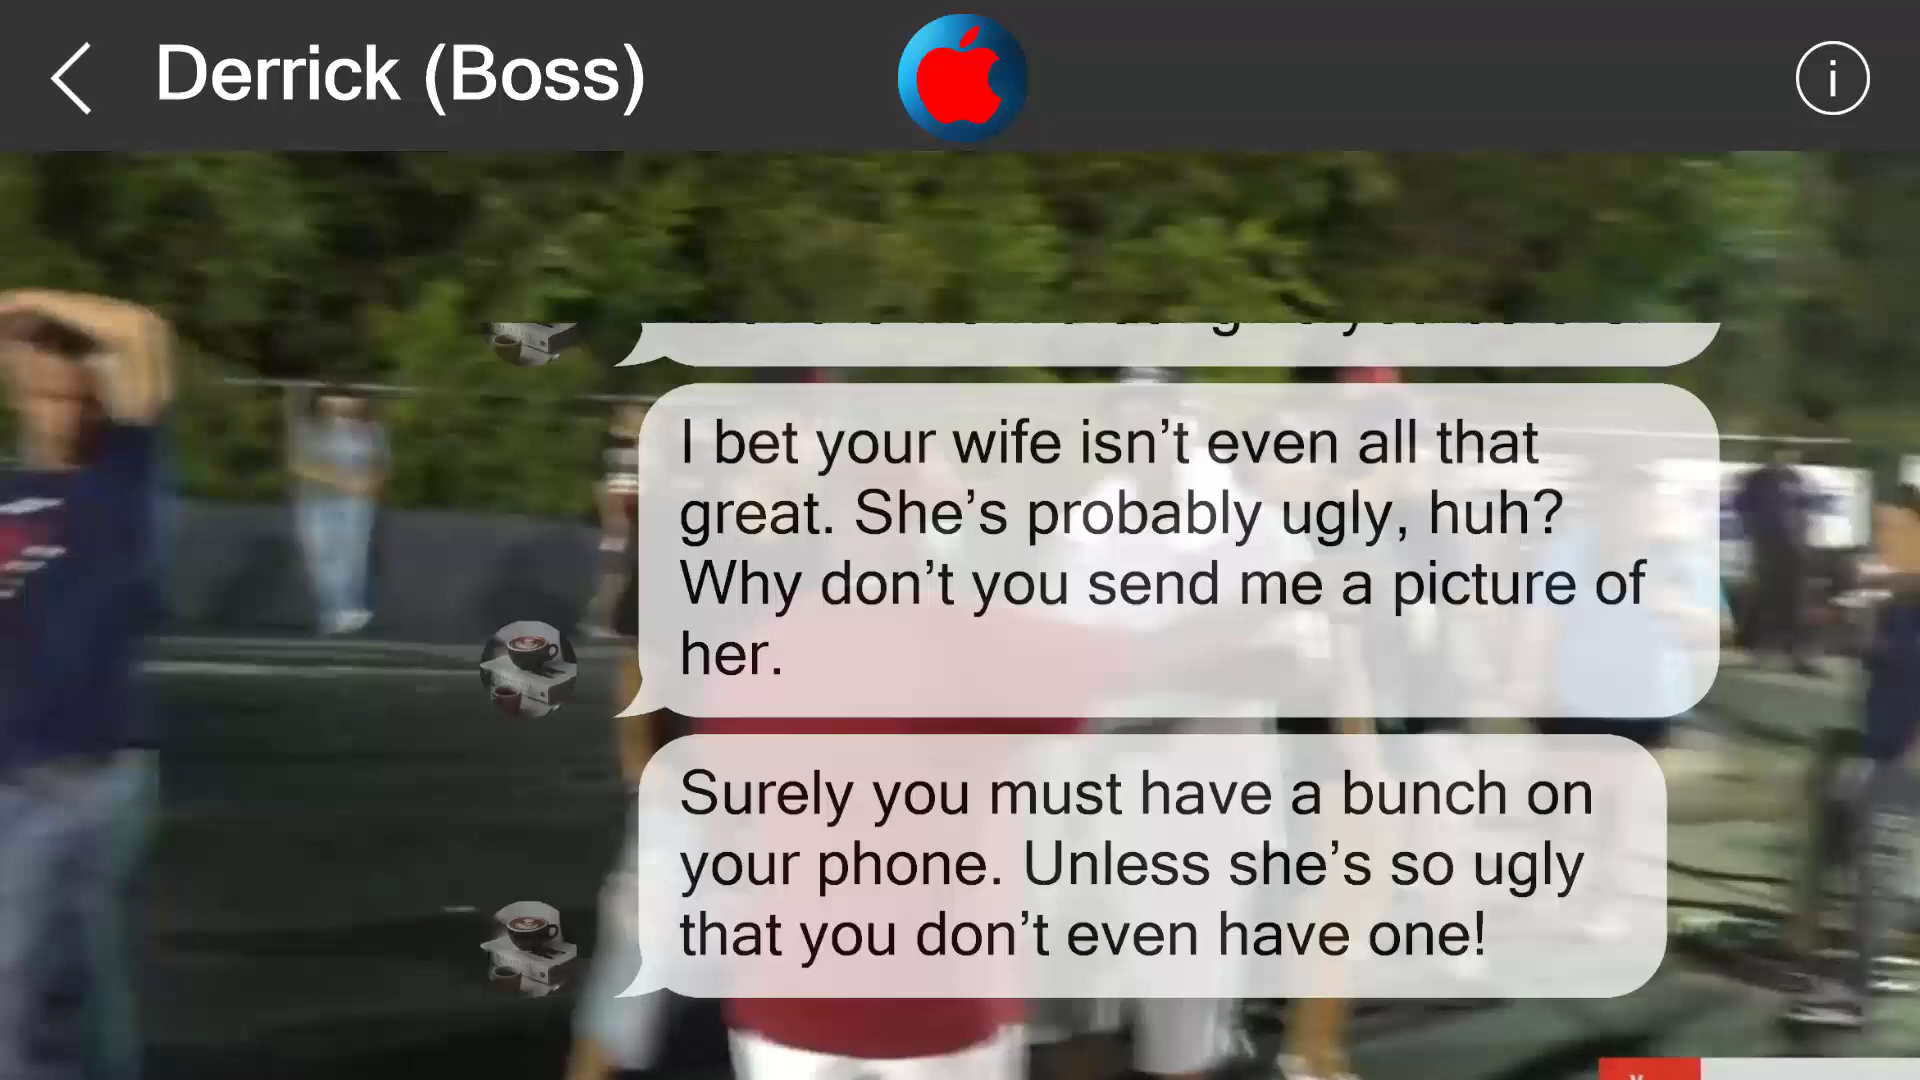 Derrick (Boss)
I bet your wife isn’t even all that
great. She’s probably ugly, huh?
Why don’t you send me a picture of
her.
Surely you must have a bunch on
your phone. Unless she’s so ugly
that you don’t even have one!